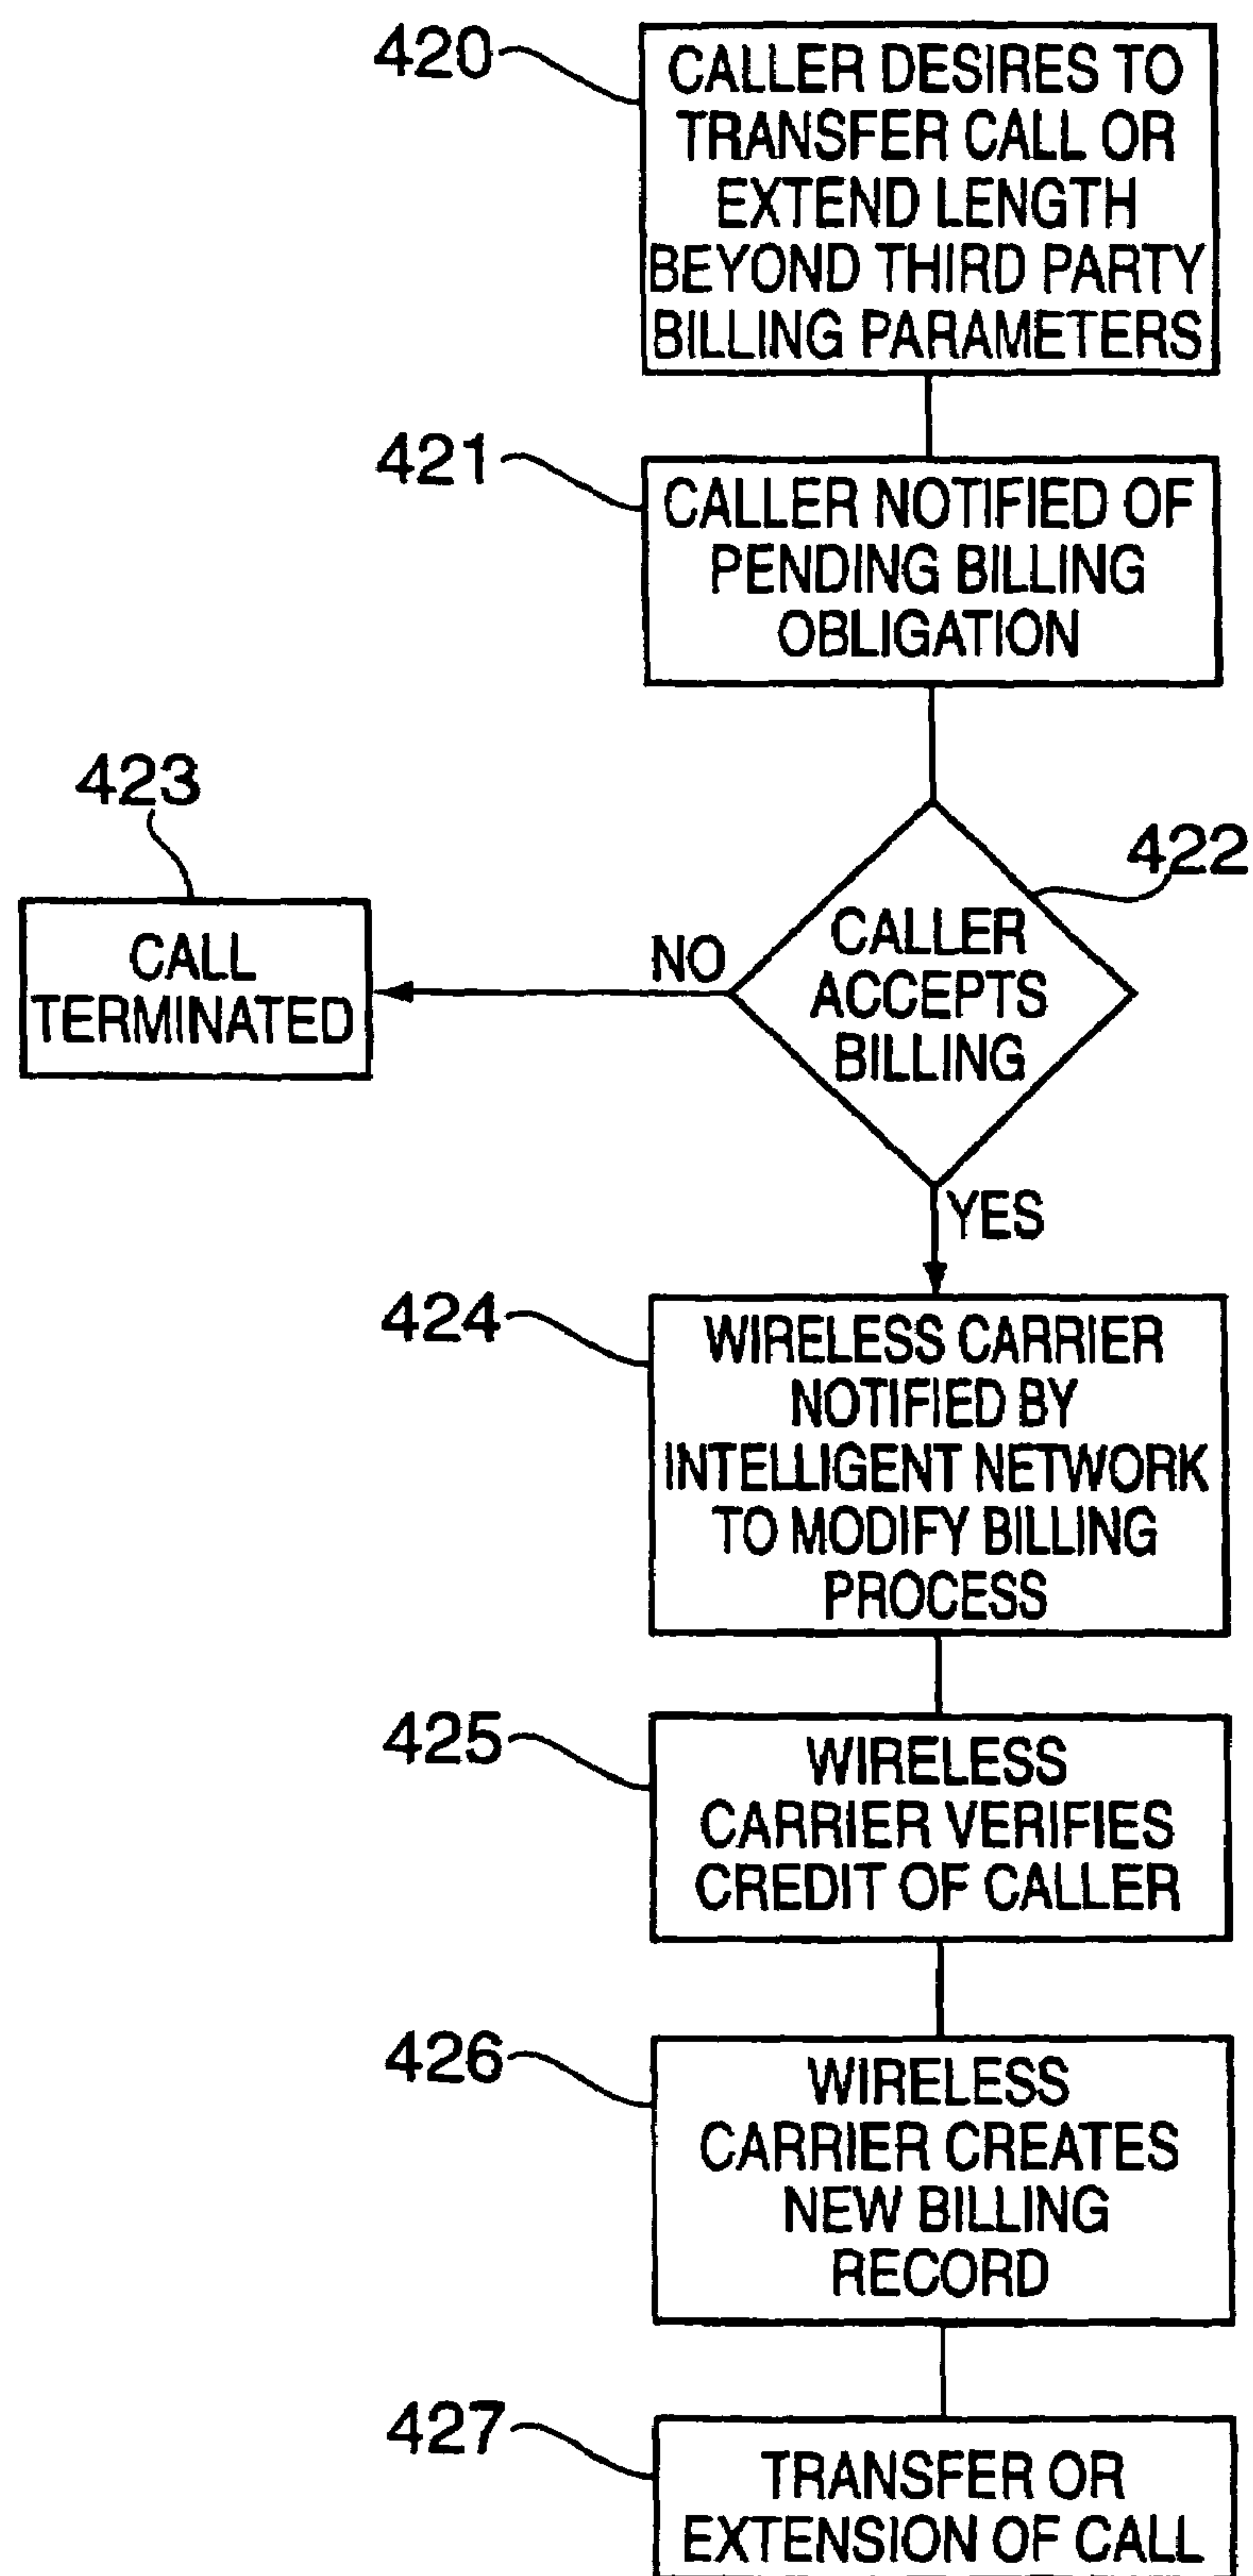 420
CALLER DESIRES TO
TRANSFER CALL OR
EXTEND LENGTH
BEYOND THIRD PARTY
BILLING PARAMETERS
421
CALLER NOTIFIED OF
PENDING BILLING
OBLIGATION
423
CALL
TERMINATED
NO
422
CALLER
ACCEPTS
BILLING
YES
424
WIRELESS CARRIER
NOTIFIED BY
INTELLIGENT NETWORK
TO MODIFY BILLING
PROCESS
425
WIRELESS
CARRIER VERIFIES
CREDIT OF CALLER
426
WIRELESS
CARRIER CREATES
NEW BILLING
RECORD
427
TRANSFER OR
EXTENSION OF CALL